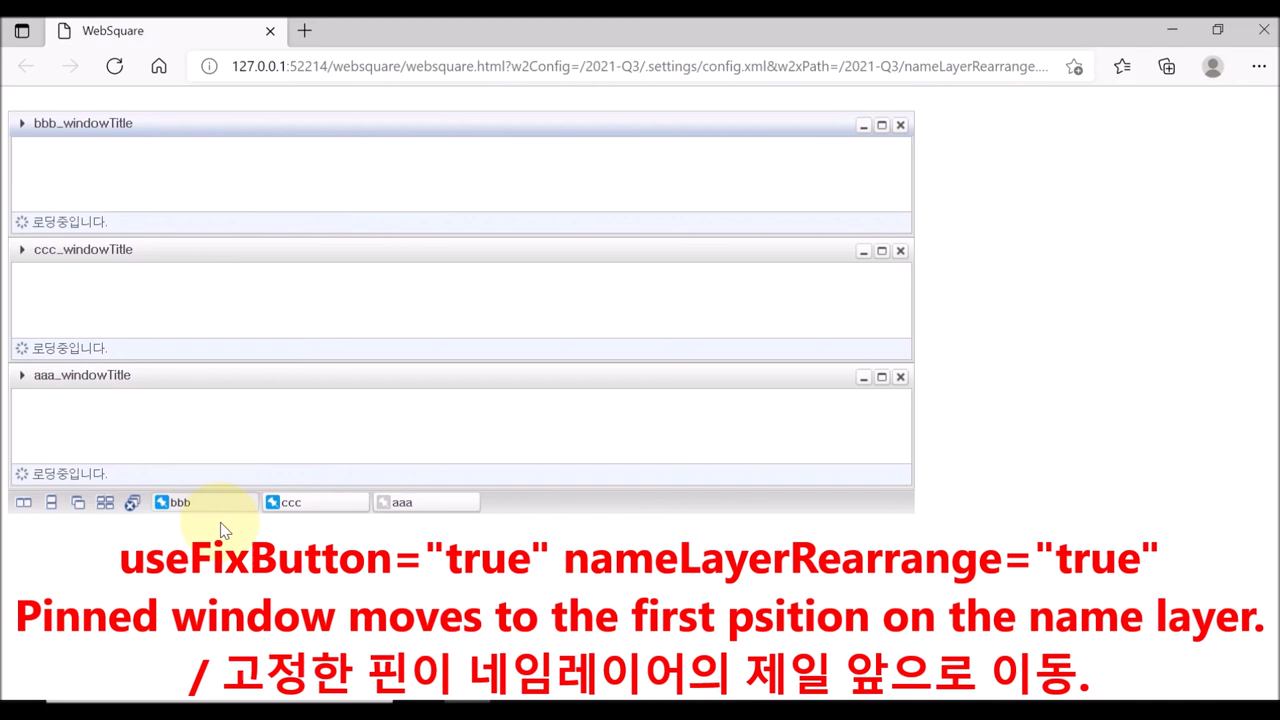 WebSquare
127.0.0.1:52214/websquare/websquare.html?w2Config=/2021-Q3/.settings/config.xml&w2xPath=/2021-Q3/nameLayerRearrange....
bbb_windowTitle
로딩중입니다.
ccc_windowTitle
로딩중입니다.
aaa_windowTitle
로딩중입니다.
bbb ccc aaa
useFixButton="true" nameLayerRearrange="true"
Pinned window moves to the first psition on the name layer.
/ 고정한 핀이 네임레이어의 제일 앞으로 이동.